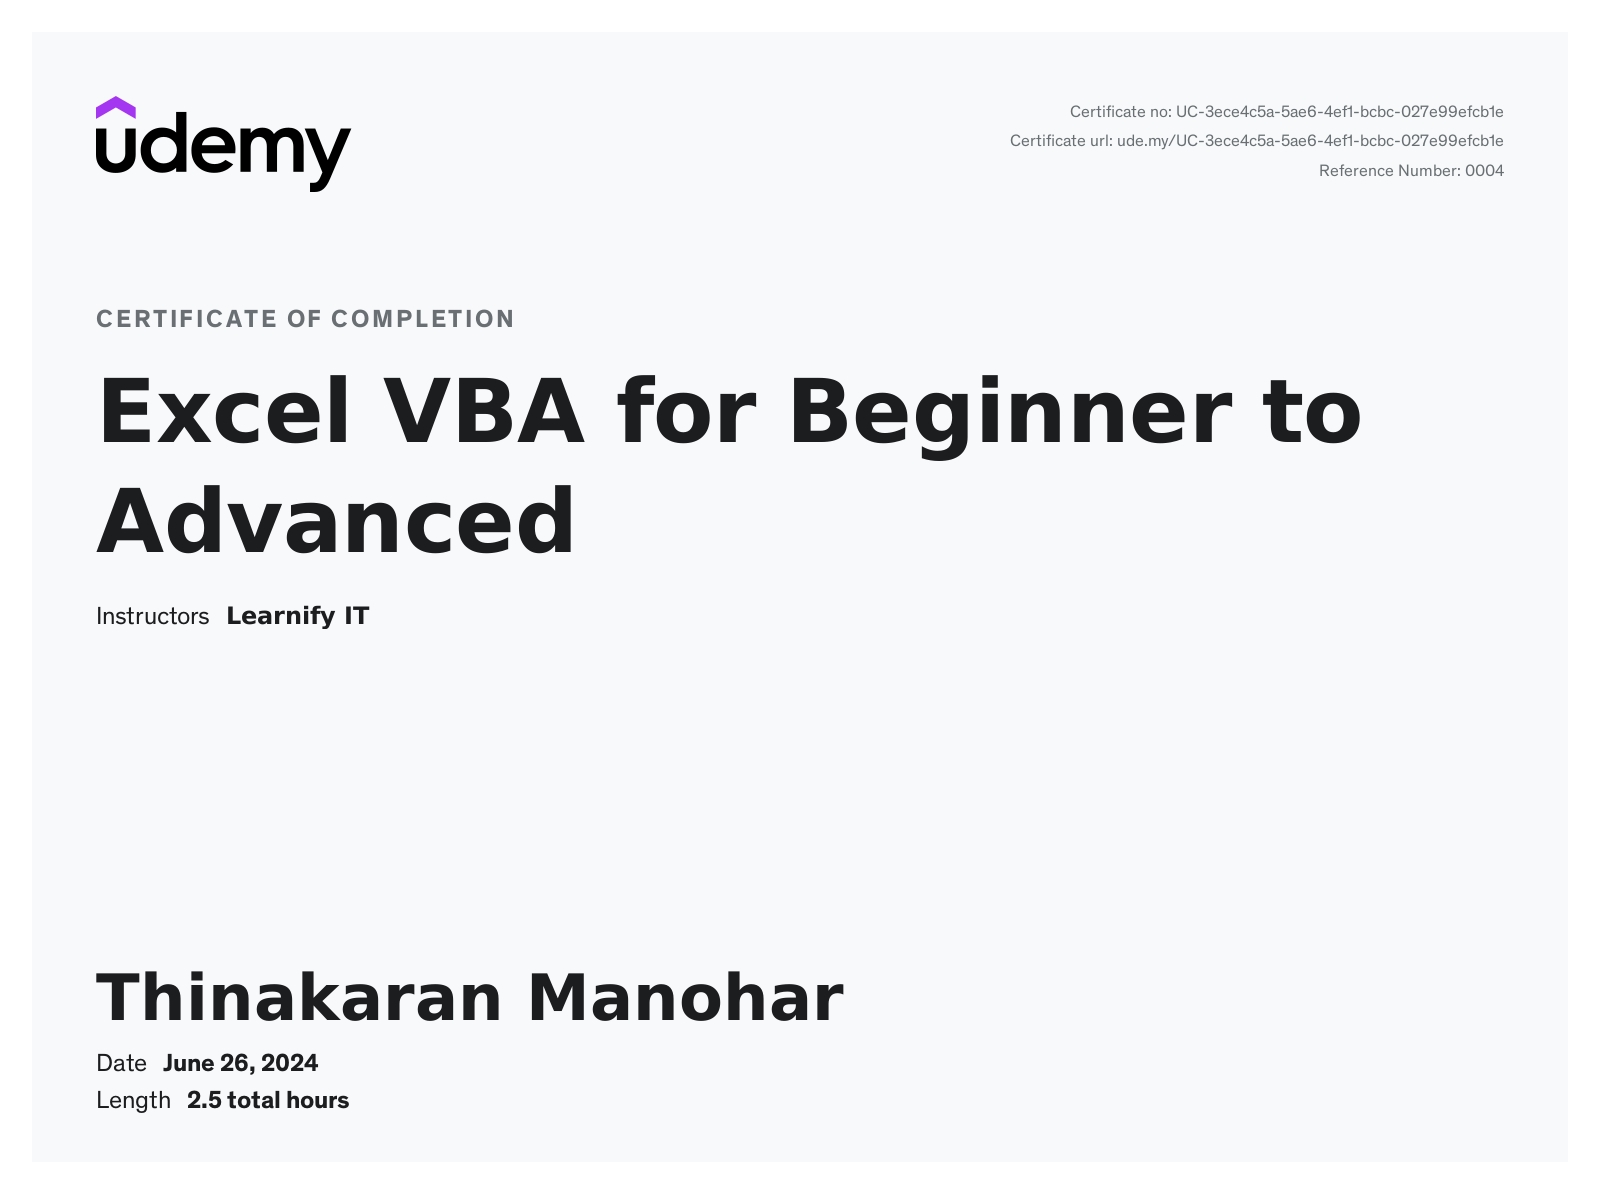 udemy
Certificate no: UC-3ece4c5a-5ae6-4ef1-bcbc-027e99efcb1e
Certificate url: ude.my/UC-3ece4c5a-5ae6-4ef1-bcbc-027e99efcb1e
Reference Number: 0004
CERTIFICATE OF COMPLETION
Excel VBA for Beginner to
Advanced
Instructors Learnify IT
Thinakaran Manohar
Date June 26, 2024
Length 2.5 total hours